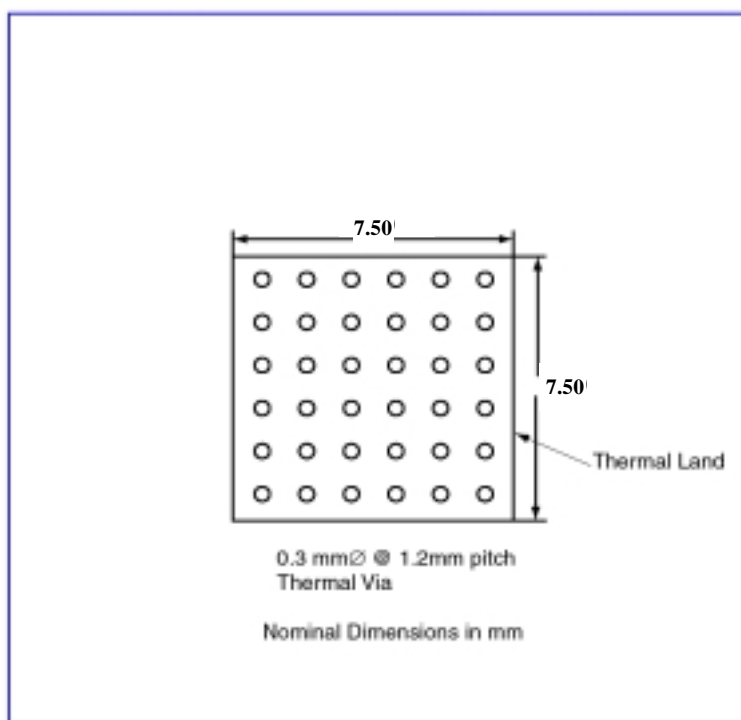 7.50
7.50
Thermal Land
0.3 mm∅ @ 1.2mm pitch
Thermal Via
Nominal Dimensions in mm